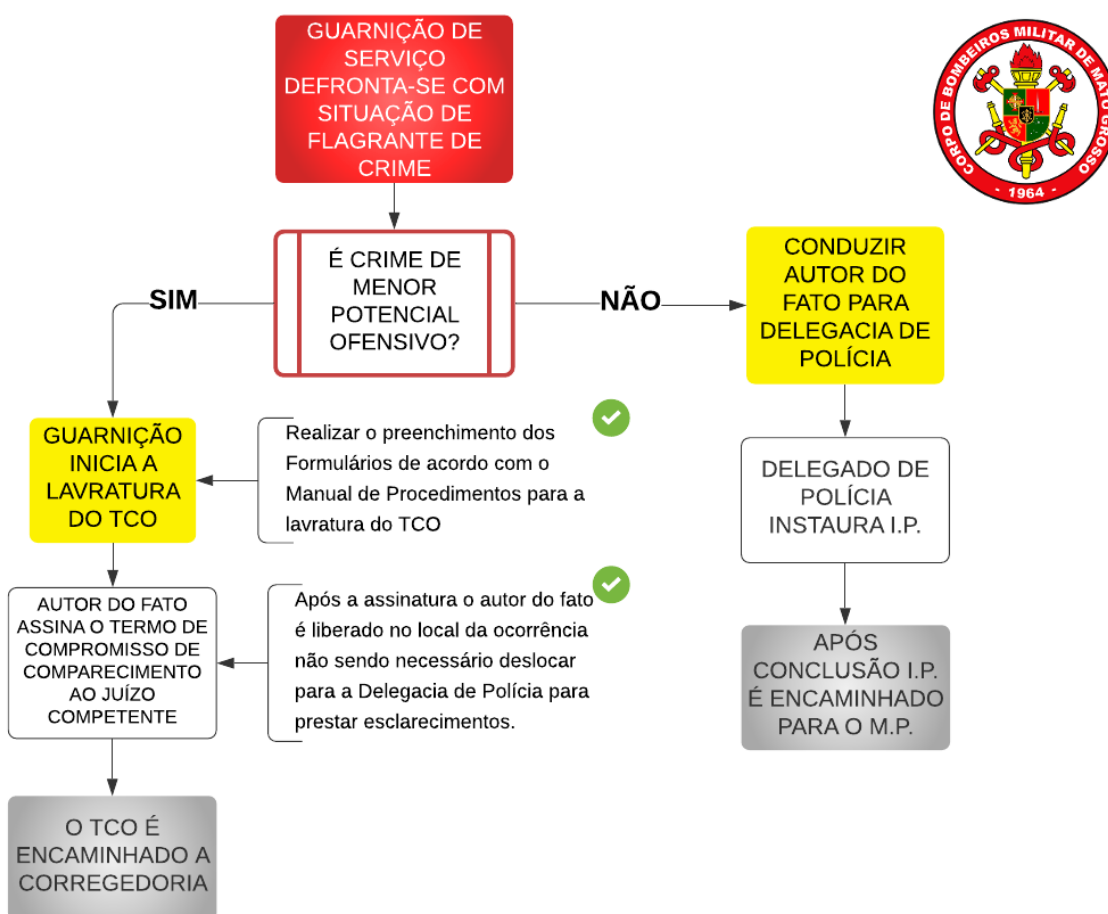 GUARNIÇÃO DE
SERVIÇO
DEFRONTA-SE COM
SITUAÇÃO DE
FLAGRANTE DE
CRIME
CORPO DE BOMBEIROS MILITAR DE MATO GROSSO
- 1964 -
É CRIME DE
MENOR
POTENCIAL
OFENSIVO?
SIM
NÃO
CONDUZIR
AUTOR DO
FATO PARA
DELEGACIA DE
POLÍCIA
GUARNIÇÃO
INICIA A
LAVRATURA
DO TCO
Realizar o preenchimento dos
Formulários de acordo com o
Manual de Procedimentos para a
lavratura do TCO
DELEGADO DE
POLÍCIA
INSTAURA I.P.
AUTOR DO FATO
ASSINA O TERMO DE
COMPROMISSO DE
COMPARECIMENTO
AO JUÍZO
COMPETENTE
Após a assinatura o autor do fato
é liberado no local da ocorrência
não sendo necessário deslocar
para a Delegacia de Polícia para
prestar esclarecimentos.
APÓS
CONCLUSÃO I.P.
É ENCAMINHADO
PARA O M.P.
O TCO É
ENCAMINHADO A
CORREGEDORIA